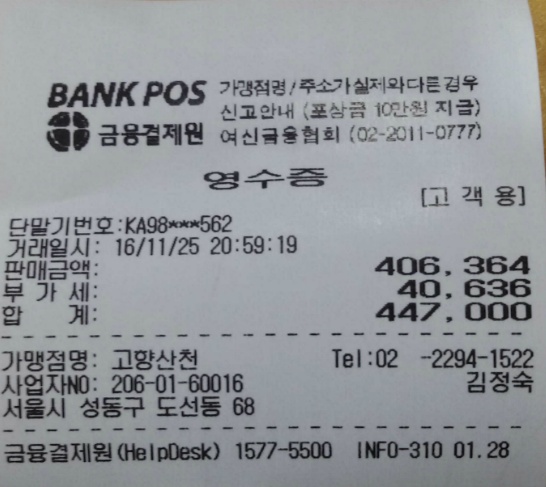 BANK POS 가맹점명/주소가실제와다른경우
신고안내 (포상금 10만원 지급)
금융결제원 여신금융협회 (02-2011-0777)
영수증
[고 객 용]
단말기번호:KA98***562
거래일시: 16/11/25 20:59:19
판매금액: 406,364
부 가 세: 40,636
합 계: 447,000
가맹점명: 고향산천 Tel:02 -2294-1522
사업자NO: 206-01-60016 김정숙
서울시 성동구 도선동 68
금융결제원(HelpDesk) 1577-5500 INFO-310 01.28